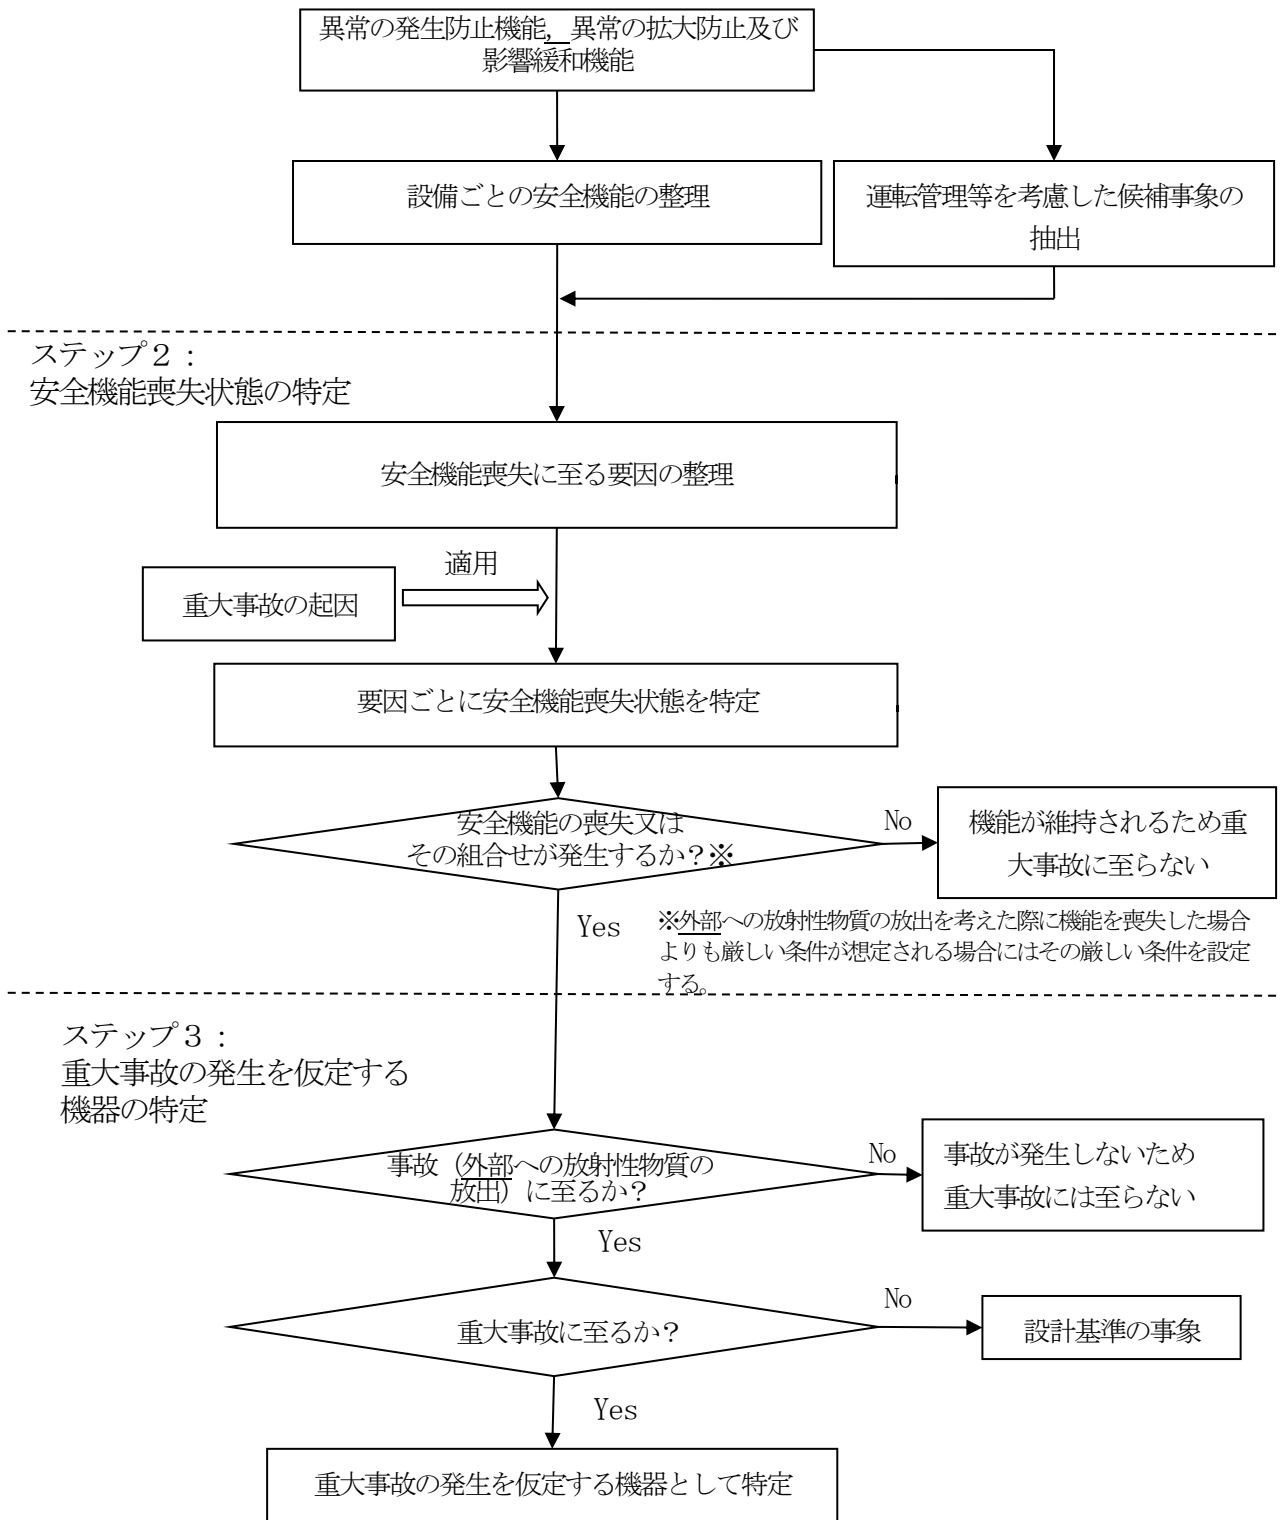 異常の発生防止機能，異常の拡大防止及び
影響緩和機能
設備ごとの安全機能の整理
運転管理等を考慮した候補事象の
抽出
ステップ２：
安全機能喪失状態の特定
安全機能喪失に至る要因の整理
適用
重大事故の起因
要因ごとに安全機能喪失状態を特定
安全機能の喪失又は
その組合せが発生するか？※
No
機能が維持されるため重
大事故に至らない
Yes
※外部への放射性物質の放出を考えた際に機能を喪失した場合
よりも厳しい条件が想定される場合にはその厳しい条件を設定
する。
ステップ３：
重大事故の発生を仮定する
機器の特定
事故（外部への放射性物質の
放出）に至るか？
No
事故が発生しないため
重大事故には至らない
Yes
重大事故に至るか？
No
設計基準の事象
Yes
重大事故の発生を仮定する機器として特定